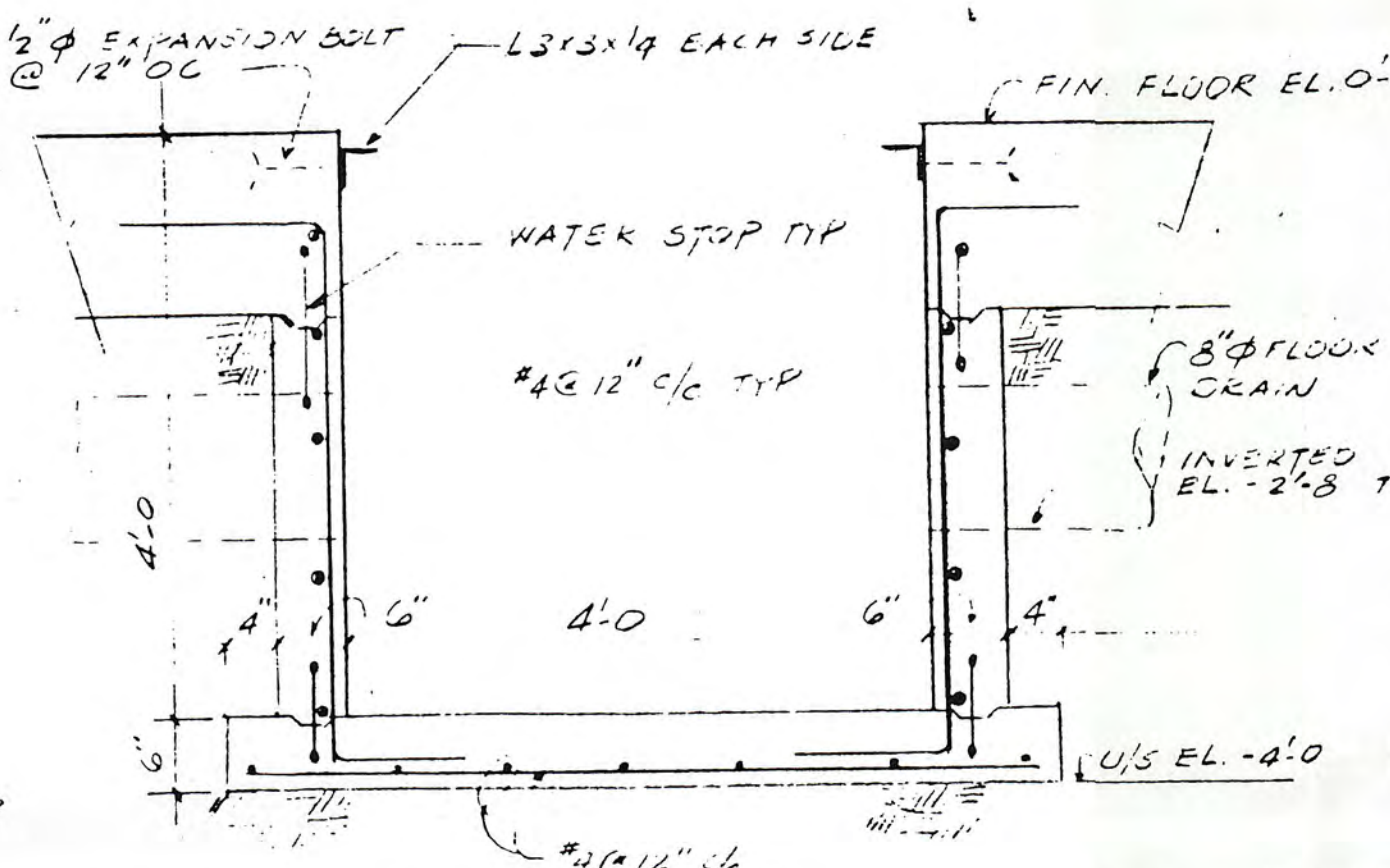 1/2" φ EXPANSION BOLT
@ 12" OC
L3x3x1/4 EACH SIDE
FIN. FLOOR EL. 0'-
WATER STOP TYP
#4 @ 12" c/c TYP
8" φ FLOOR
DRAIN
INVERTED
EL. -2'-8
4'-0
4"
6"
4'-0
6"
4"
6"
U/S EL. -4'-0
#4 @ 12" c/c